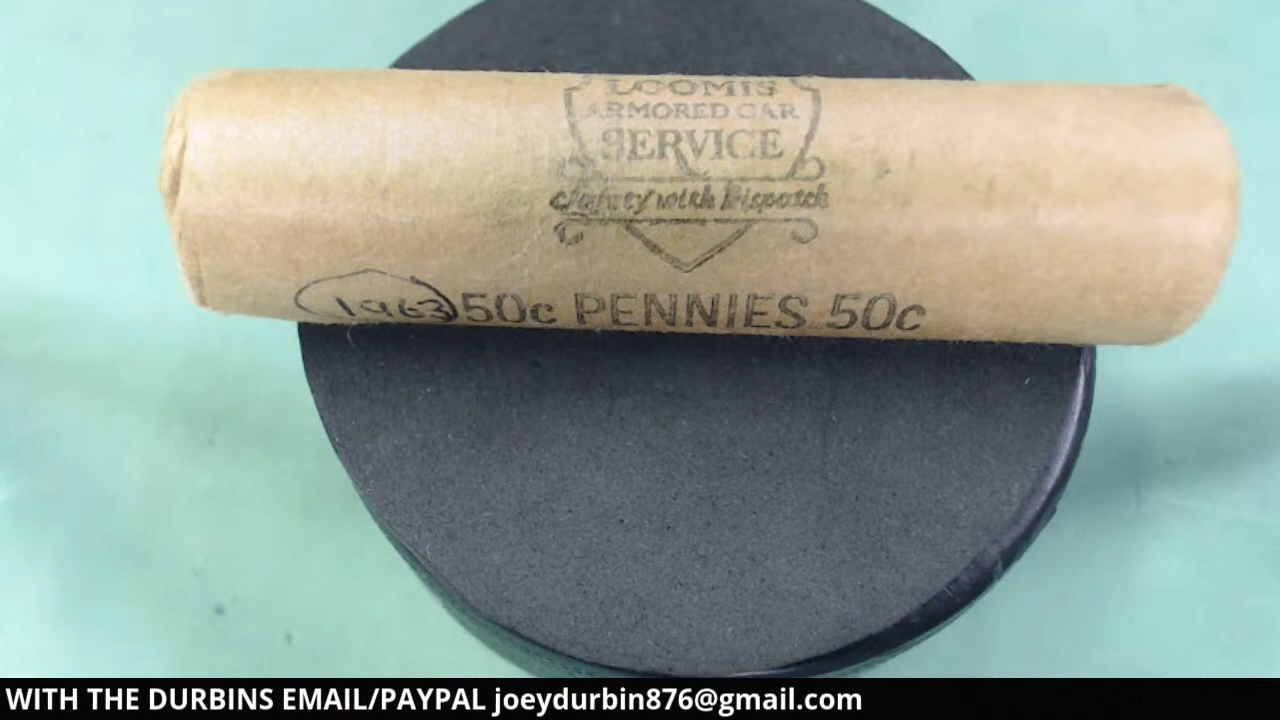 LOOMIS
ARMORED CAR
SERVICE
Safety with Dispatch
1963 50c PENNIES 50c
WITH THE DURBINS EMAIL/PAYPAL joeydurbin876@gmail.com